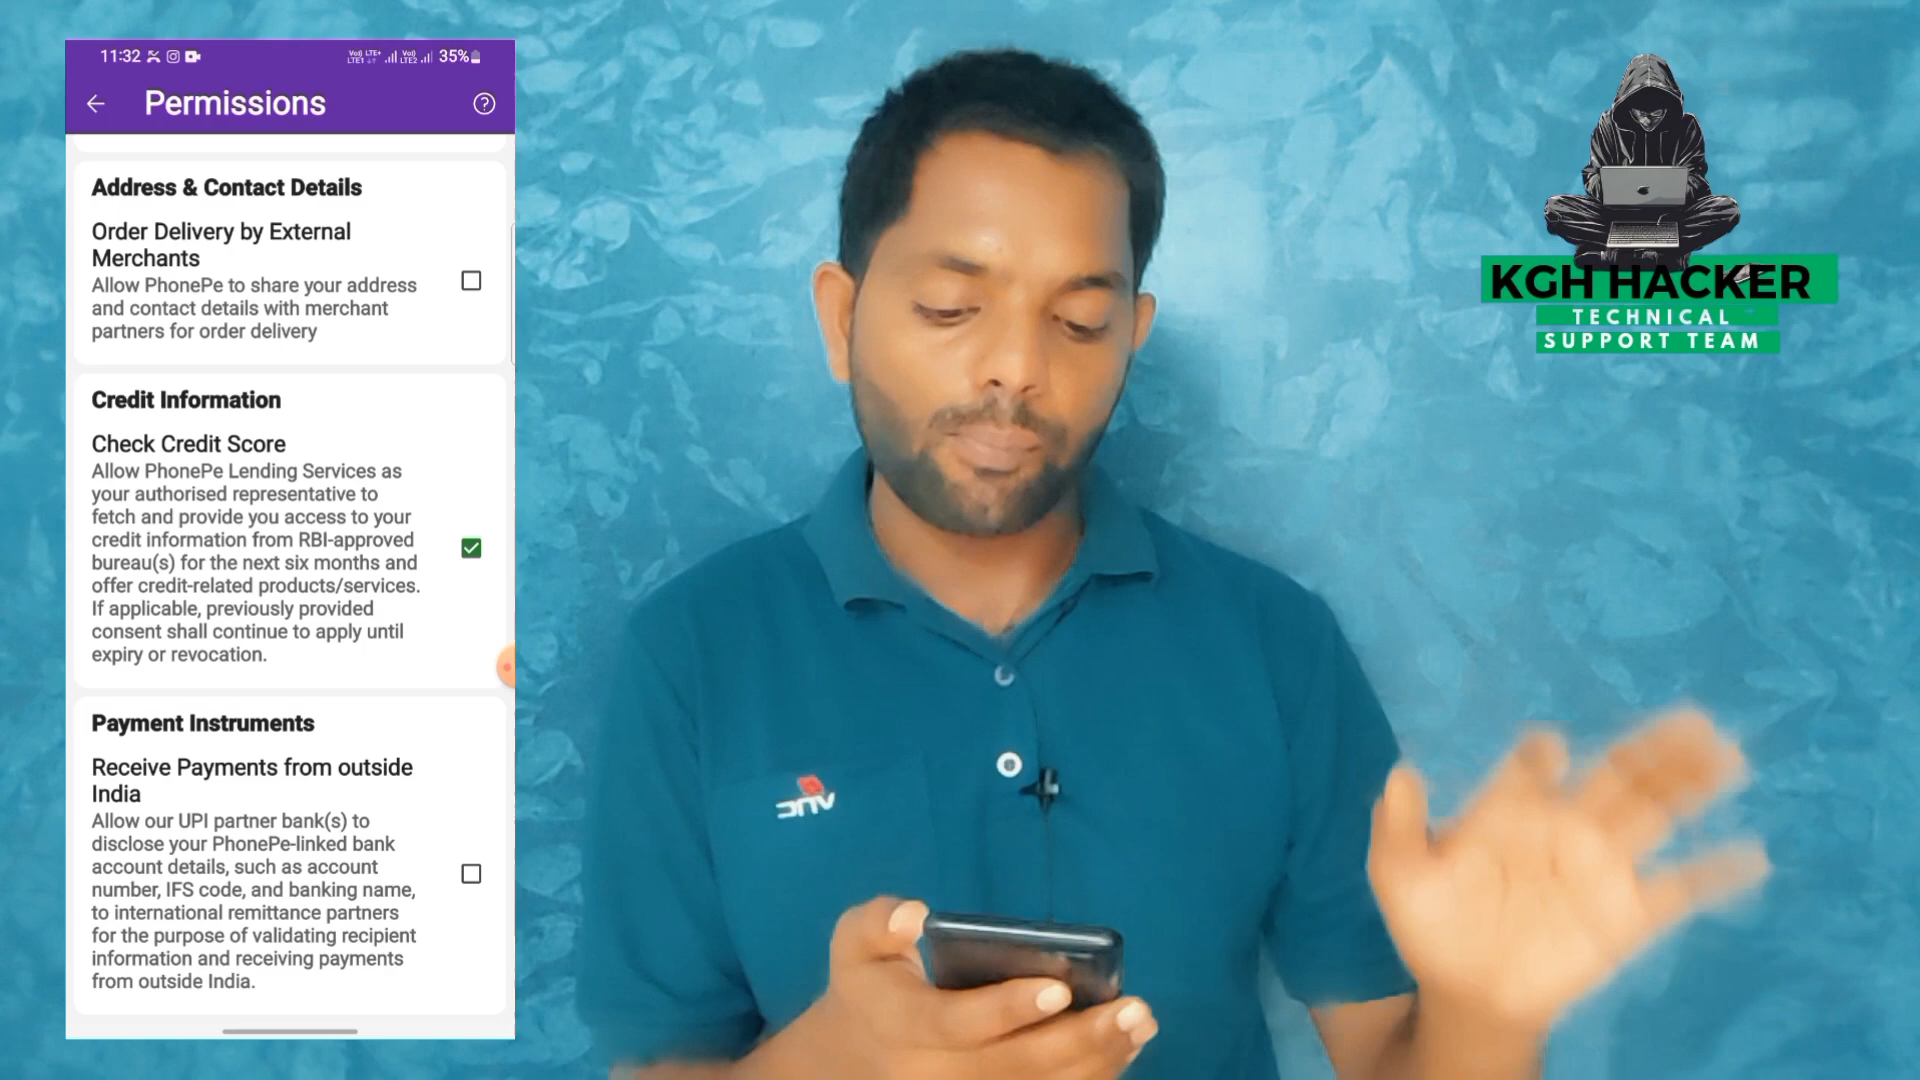 11:32
Vo)) LTE+
LTE1
Vo))
LTE2
35%
Permissions
Address & Contact Details
Order Delivery by External
Merchants
Allow PhonePe to share your address
and contact details with merchant
partners for order delivery
Credit Information
Check Credit Score
Allow PhonePe Lending Services as
your authorised representative to
fetch and provide you access to your
credit information from RBI-approved
bureau(s) for the next six months and
offer credit-related products/services.
If applicable, previously provided
consent shall continue to apply until
expiry or revocation.
Payment Instruments
Receive Payments from outside
India
Allow our UPI partner bank(s) to
disclose your PhonePe-linked bank
account details, such as account
number, IFS code, and banking name,
to international remittance partners
for the purpose of validating recipient
information and receiving payments
from outside India.
KGH HACKER
TECHNICAL
SUPPORT TEAM